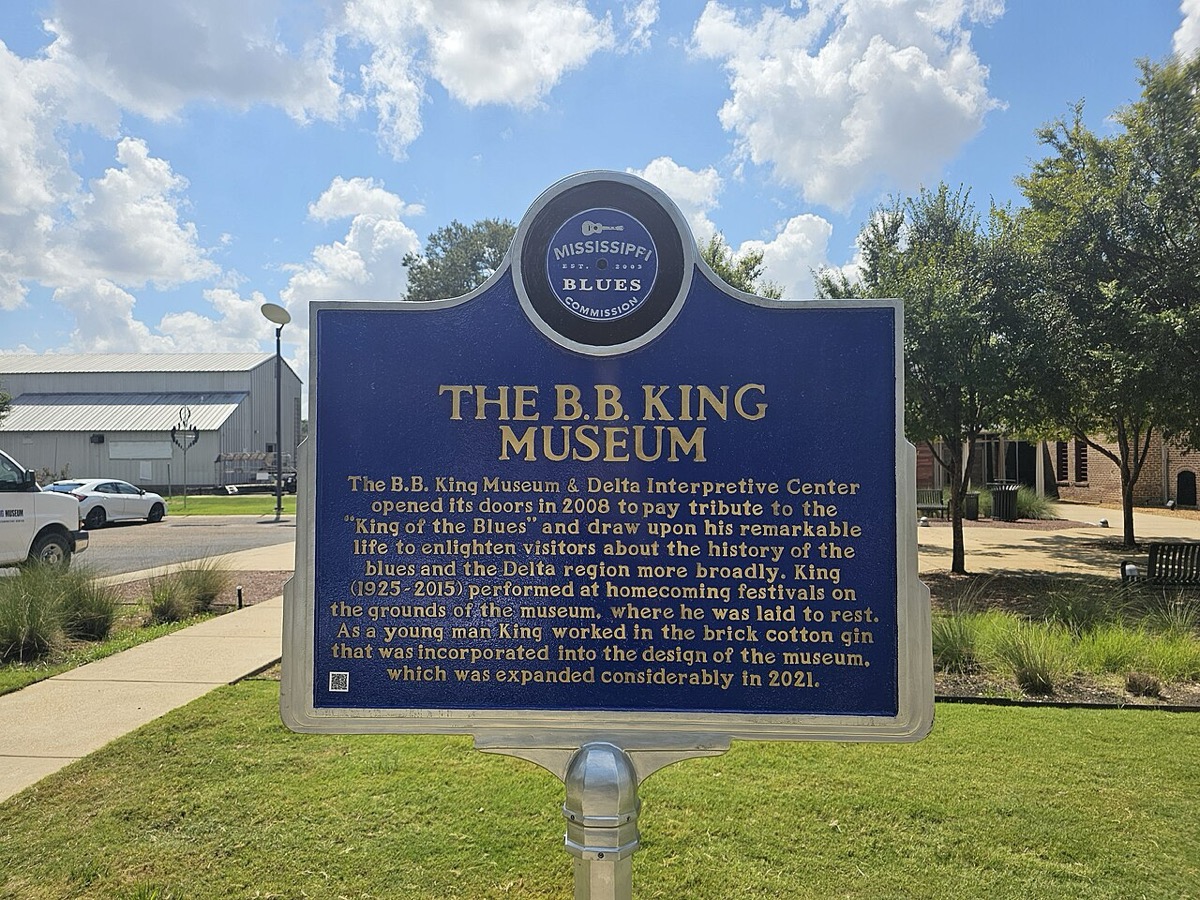 MISSISSIPPI
EST. 2003
BLUES
COMMISSION
THE B.B. KING
MUSEUM
The B.B. King Museum & Delta Interpretive Center
opened its doors in 2008 to pay tribute to the
"King of the Blues" and draw upon his remarkable
life to enlighten visitors about the history of the
blues and the Delta region more broadly. King
(1925-2015) performed at homecoming festivals on
the grounds of the museum, where he was laid to rest.
As a young man King worked in the brick cotton gin
that was incorporated into the design of the museum,
which was expanded considerably in 2021.
MUSEUM